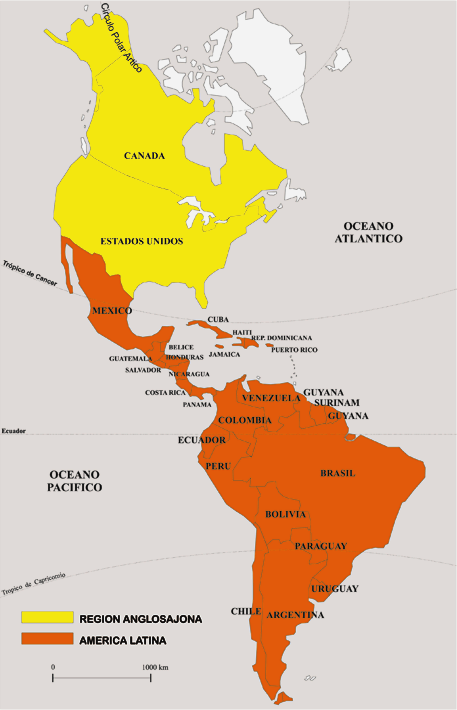 Círculo Polar Artico
CANADA
ESTADOS UNIDOS
OCEANO
ATLANTICO
Trópico de Cancer
MEXICO
CUBA
HAITI
REP. DOMINICANA
JAMAICA
PUERTO RICO
BELICE
GUATEMALA
HONDURAS
SALVADOR
NICARAGUA
COSTA RICA
PANAMA
VENEZUELA
GUYANA
SURINAM
GUYANA
COLOMBIA
Ecuador
ECUADOR
PERU
BRASIL
OCEANO
PACIFICO
BOLIVIA
PARAGUAY
Tropico de Capricornio
URUGUAY
CHILE
ARGENTINA
REGION ANGLOSAJONA
AMERICA LATINA
0 1000 km